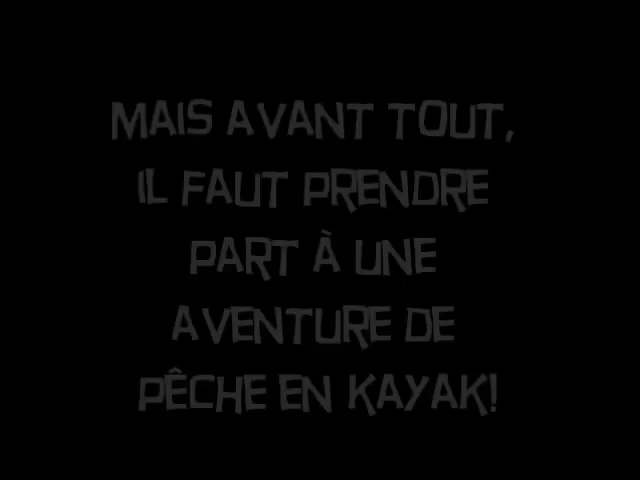 MAIS AVANT TOUT,
IL FAUT PRENDRE
PART À UNE
AVENTURE DE
PÊCHE EN KAYAK!